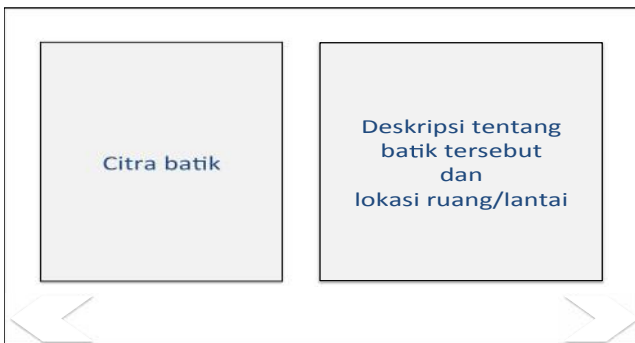 Citra batik
Deskripsi tentang
batik tersebut
dan
lokasi ruang/lantai